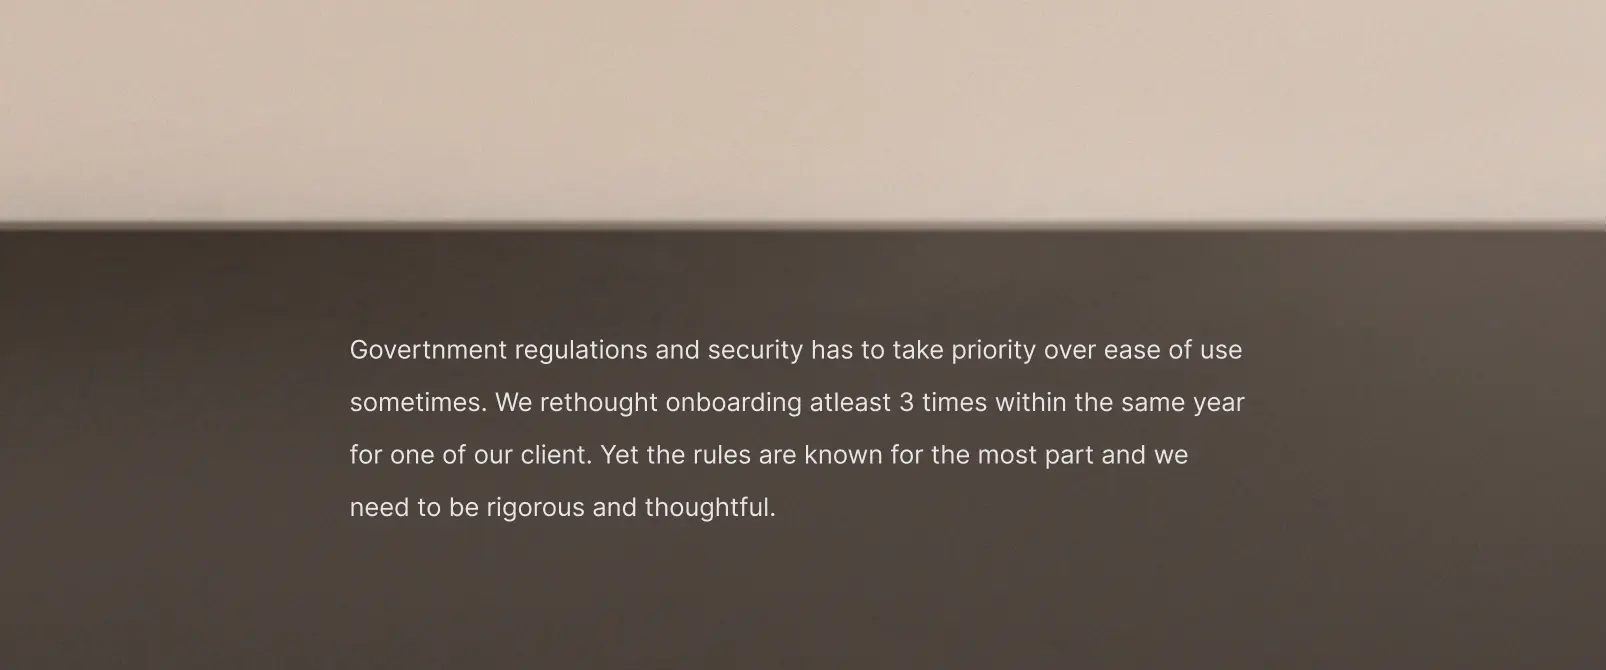 Govertnment regulations and security has to take priority over ease of use
sometimes. We rethought onboarding atleast 3 times within the same year
for one of our client. Yet the rules are known for the most part and we
need to be rigorous and thoughtful.